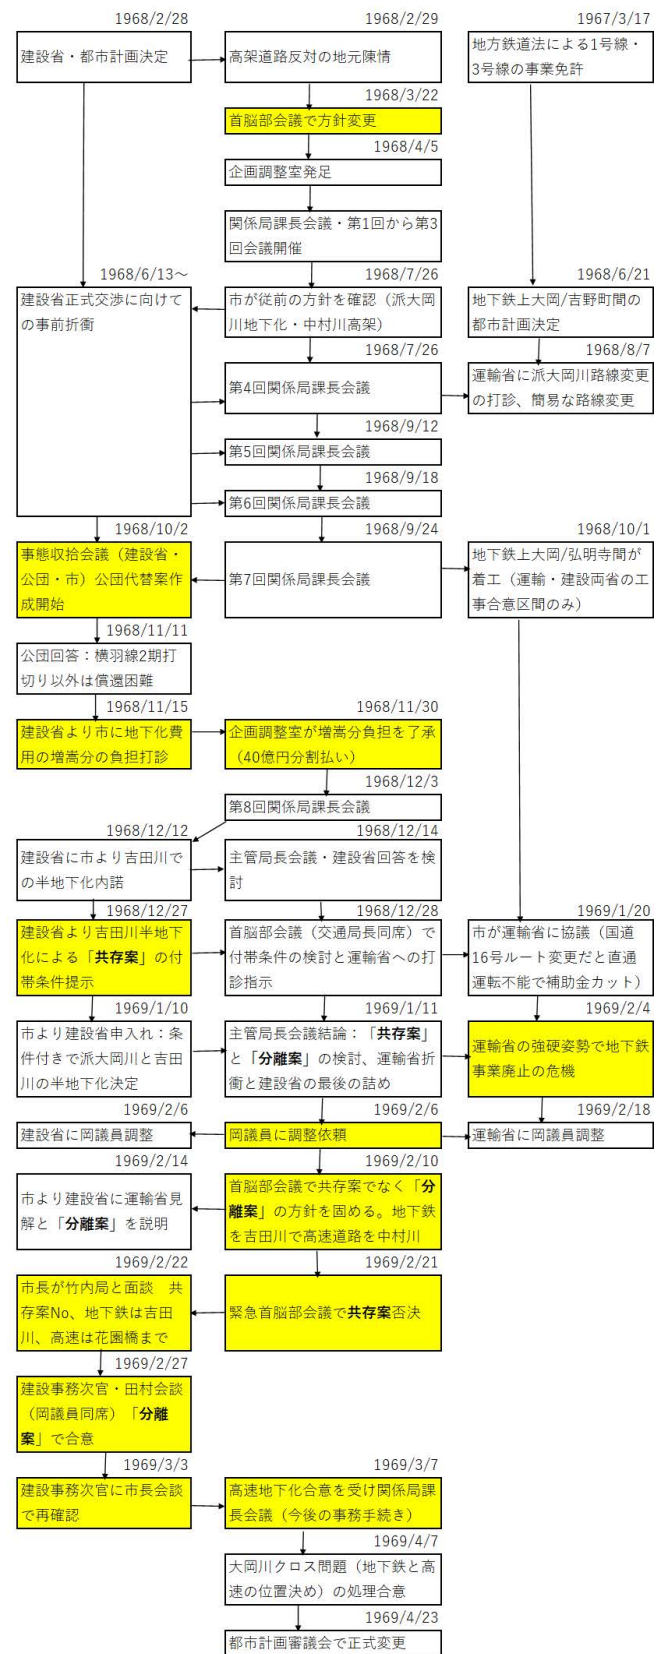 1968/2/28
建設省・都市計画決定
1968/2/29
高架道路反対の地元陳情
1967/3/17
地方鉄道法による1号線・
3号線の事業免許
1968/3/22
首脳部会議で方針変更
1968/4/5
企画調整室発足
関係局課長会議・第1回から第3
回会議開催
1968/6/13～
建設省正式交渉に向けて
の事前折衝
1968/7/26
市が従前の方針を確認（派大岡
川地下化・中村川高架）
1968/6/21
地下鉄上大岡/吉野町間の
都市計画決定
1968/7/26
第4回関係局課長会議
1968/8/7
運輸省に派大岡川路線変更
の打診、簡易な路線変更
1968/9/12
第5回関係局課長会議
1968/9/18
第6回関係局課長会議
1968/10/2
事態収拾会議（建設省・
公団・市）公団代替案作
成開始
1968/9/24
第7回関係局課長会議
1968/10/1
地下鉄上大岡/弘明寺間が
着工（運輸・建設両省の工
事合意区間のみ）
1968/11/11
公団回答：横羽線2期打
切り以外は償還困難
1968/11/15
建設省より市に地下化費
用の増嵩分の負担打診
1968/11/30
企画調整室が増嵩分負担を了承
（40億円分割払い）
1968/12/3
第8回関係局課長会議
1968/12/12
建設省に市より吉田川で
の半地下化内諾
1968/12/14
主管局長会議・建設省回答を検
討
1968/12/27
建設省より吉田川半地下
化による「共存案」の付
帯条件提示
1968/12/28
首脳部会議（交通局長同席）で
付帯条件の検討と運輸省への打
診指示
1969/1/20
市が運輸省に協議（国道
16号ルート変更だと直通
運転不能で補助金カット）
1969/1/10
市より建設省申入れ：条
件付きで派大岡川と吉田
川の半地下化決定
1969/1/11
主管局長会議結論：「共存案」
と「分離案」の検討、運輸省折
衝と建設省の最後の詰め
1969/2/4
運輸省の強硬姿勢で地下鉄
事業廃止の危機
1969/2/6
建設省に岡議員調整
1969/2/6
岡議員に調整依頼
1969/2/18
運輸省に岡議員調整
1969/2/14
市より建設省に運輸省見
解と「分離案」を説明
1969/2/10
首脳部会議で共存案でなく「分
離案」の方針を固める。地下鉄
を吉田川で高速道路を中村川
1969/2/22
市長が竹内局と面談　共
存案No、地下鉄は吉田
川、高速は花園橋まで
1969/2/21
緊急首脳部会議で共存案否決
1969/2/27
建設事務次官・田村会談
（岡議員同席）「分離
案」で合意
1969/3/3
建設事務次官に市長会談
で再確認
1969/3/7
高速地下化合意を受け関係局課
長会議（今後の事務手続き）
1969/4/7
大岡川クロス問題（地下鉄と高
速の位置決め）の処理合意
1969/4/23
都市計画審議会で正式変更